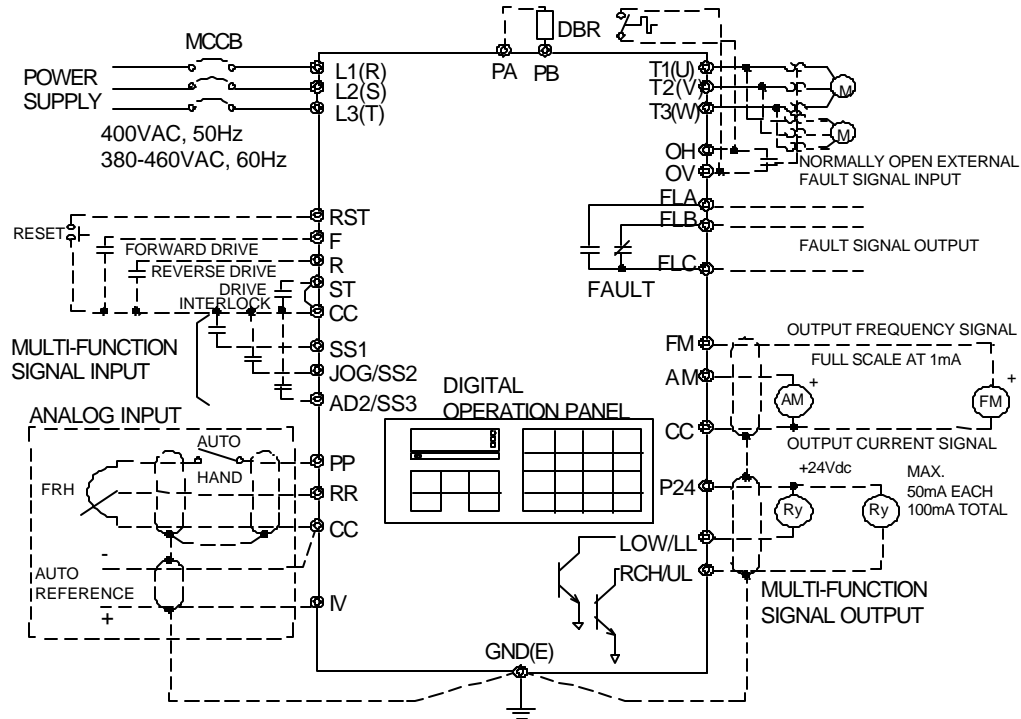 MCCB
POWER
SUPPLY
400VAC, 50Hz
380-460VAC, 60Hz
L1(R)
L2(S)
L3(T)
PA
PB
DBR
T1(U)
T2(V)
T3(W)
M
M
OH
OV
NORMALLY OPEN EXTERNAL
FAULT SIGNAL INPUT
FLA
FLB
FLC
FAULT
FAULT SIGNAL OUTPUT
RESET
RST
FORWARD DRIVE
F
REVERSE DRIVE
R
DRIVE
INTERLOCK
ST
CC
MULTI-FUNCTION
SIGNAL INPUT
SS1
JOG/SS2
AD2/SS3
DIGITAL
OPERATION PANEL
FM
OUTPUT FREQUENCY SIGNAL
FULL SCALE AT 1mA
AM
+
AM
+
FM
CC
OUTPUT CURRENT SIGNAL
ANALOG INPUT
AUTO
HAND
FRH
PP
RR
CC
-
AUTO
REFERENCE
+
IV
+24Vdc
P24
Ry
Ry
MAX.
50mA EACH
100mA TOTAL
LOW/LL
RCH/UL
MULTI-FUNCTION
SIGNAL OUTPUT
GND(E)